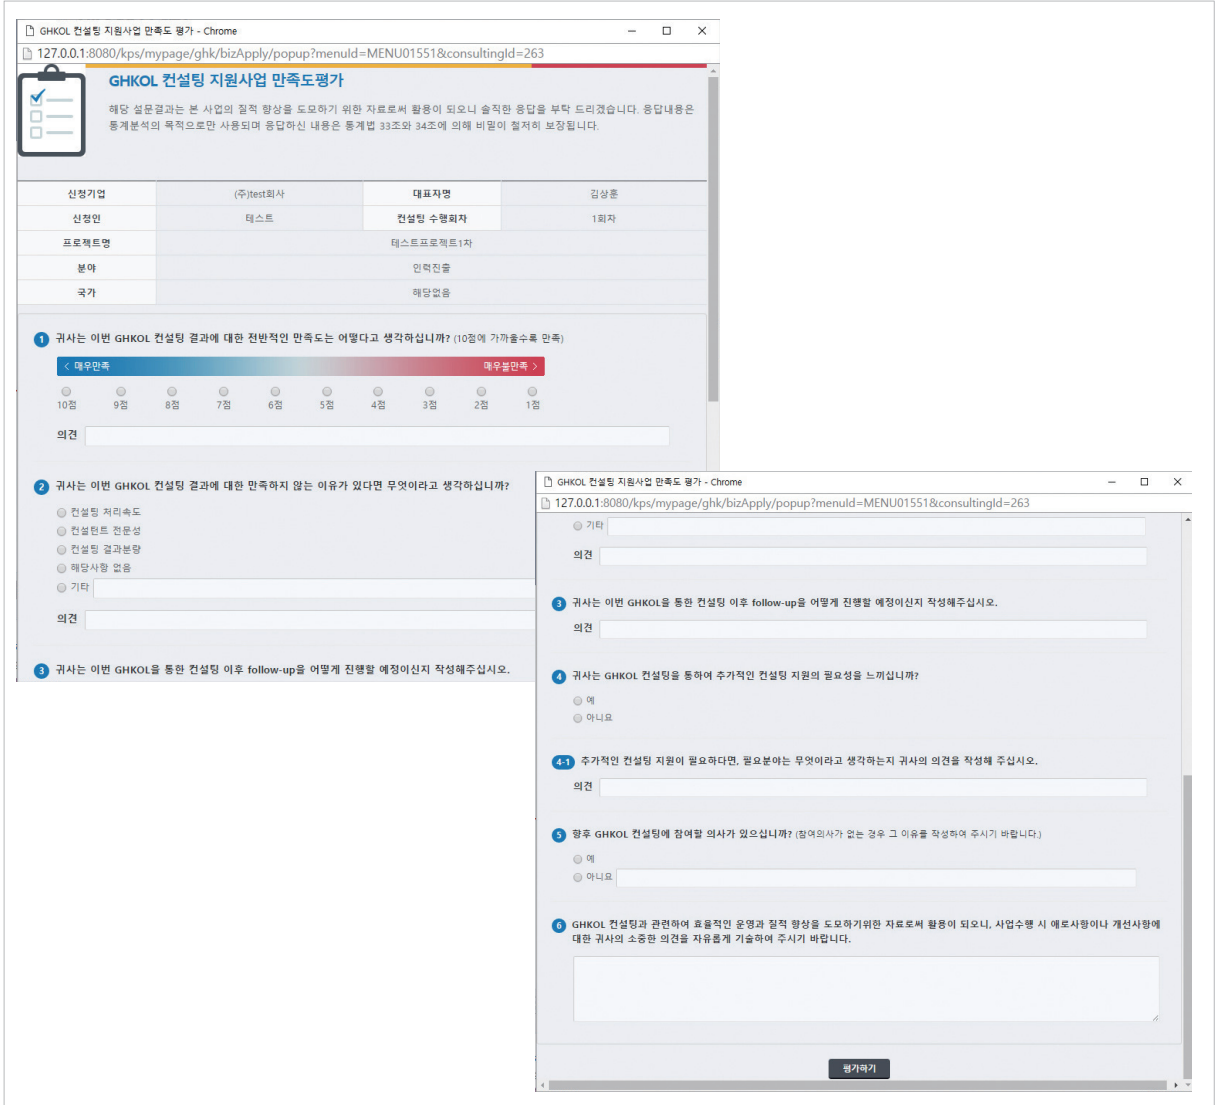 GHKOL 컨설팅 지원사업 만족도 평가 - Chrome
127.0.0.1:8080/kps/mypage/ghk/bizApply/popup?menuId=MENU01551&consultingId=263
GHKOL 컨설팅 지원사업 만족도평가
해당 설문결과는 본 사업의 질적 향상을 도모하기 위한 자료로써 활용이 되오니 솔직한 응답을 부탁 드리겠습니다. 응답내용은
통계분석의 목적으로만 사용되며 응답하신 내용은 통계법 33조와 34조에 의해 비밀이 철저히 보장됩니다.
신청기업 (주)test회사 대표자명 김상훈
신청인 테스트 컨설팅 수행회차 1회차
프로젝트명 테스트프로젝트1차
분야 인력진출
국가 해당없음
1 귀사는 이번 GHKOL 컨설팅 결과에 대한 전반적인 만족도는 어떻다고 생각하십니까? (10점에 가까울수록 만족)
< 매우만족 매우불만족 >
10점 9점 8점 7점 6점 5점 4점 3점 2점 1점
의견
2 귀사는 이번 GHKOL 컨설팅 결과에 대한 만족하지 않는 이유가 있다면 무엇이라고 생각하십니까?
컨설팅 처리속도
컨설턴트 전문성
컨설팅 결과분량
해당사항 없음
기타
의견
3 귀사는 이번 GHKOL을 통한 컨설팅 이후 follow-up을 어떻게 진행할 예정이신지 작성해주십시오.
GHKOL 컨설팅 지원사업 만족도 평가 - Chrome
127.0.0.1:8080/kps/mypage/ghk/bizApply/popup?menuId=MENU01551&consultingId=263
기타
의견
3 귀사는 이번 GHKOL을 통한 컨설팅 이후 follow-up을 어떻게 진행할 예정이신지 작성해주십시오.
의견
4 귀사는 GHKOL 컨설팅을 통하여 추가적인 컨설팅 지원의 필요성을 느끼십니까?
예
아니요
4-1 추가적인 컨설팅 지원이 필요하다면, 필요분야는 무엇이라고 생각하는지 귀사의 의견을 작성해 주십시오.
의견
5 향후 GHKOL 컨설팅에 참여할 의사가 있으십니까? (참여의사가 없는 경우 그 이유를 작성하여 주시기 바랍니다.)
예
아니요
6 GHKOL 컨설팅과 관련하여 효율적인 운영과 질적 향상을 도모하기위한 자료로써 활용이 되오니, 사업수행 시 애로사항이나 개선사항에
대한 귀사의 소중한 의견을 자유롭게 기술하여 주시기 바랍니다.
평가하기